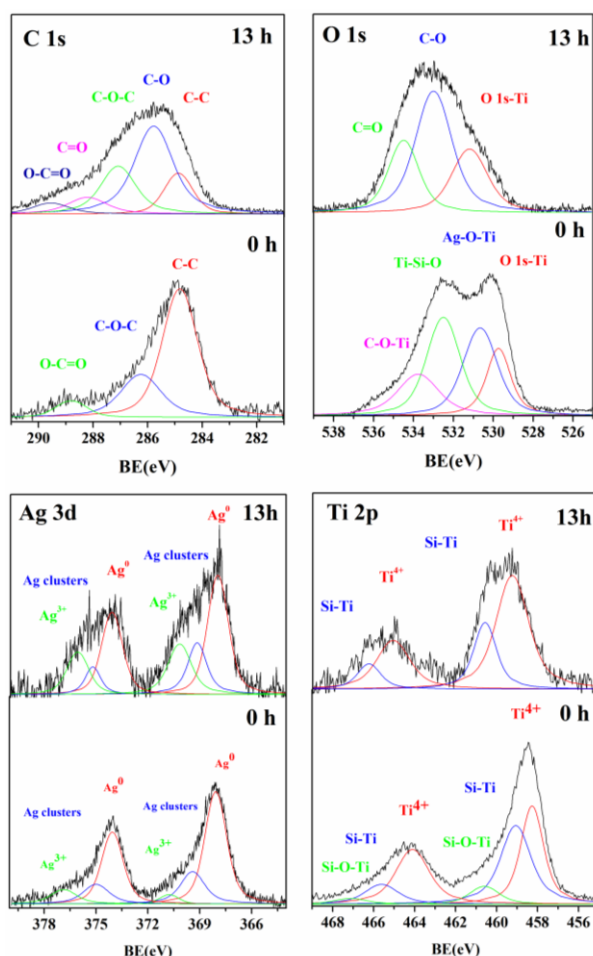 C 1s
13 h
C-O
C-O-C
C-C
C=O
O-C=O
0 h
C-C
C-O-C
O-C=O
290 288 286 284 282
BE(eV)
O 1s
13 h
C-O
C=O
O 1s-Ti
0 h
Ag-O-Ti
Ti-Si-O
O 1s-Ti
C-O-Ti
538 536 534 532 530 528 526
BE(eV)
Ag 3d
13h
Ag⁰
Ag clusters
Ag clusters
Ag⁰
Ag³⁺
Ag³⁺
0 h
Ag⁰
Ag⁰
Ag clusters
Ag clusters
Ag³⁺
Ag³⁺
378 375 372 369 366
BE(eV)
Ti 2p
13h
Ti⁴⁺
Si-Ti
Ti⁴⁺
Si-Ti
0 h
Ti⁴⁺
Si-Ti
Ti⁴⁺
Si-Ti
Si-O-Ti
Si-O-Ti
468 466 464 462 460 458 456
BE(eV)